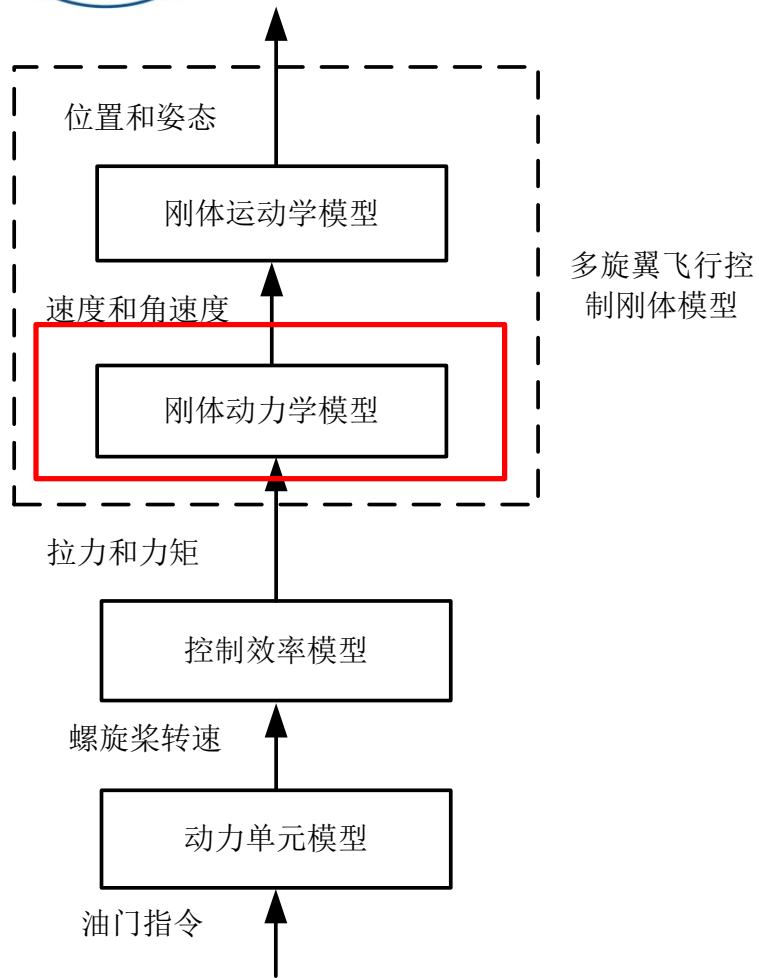 位置和姿态
刚体运动学模型
多旋翼飞行控
制刚体模型
速度和角速度
刚体动力学模型
拉力和力矩
控制效率模型
螺旋桨转速
动力单元模型
油门指令